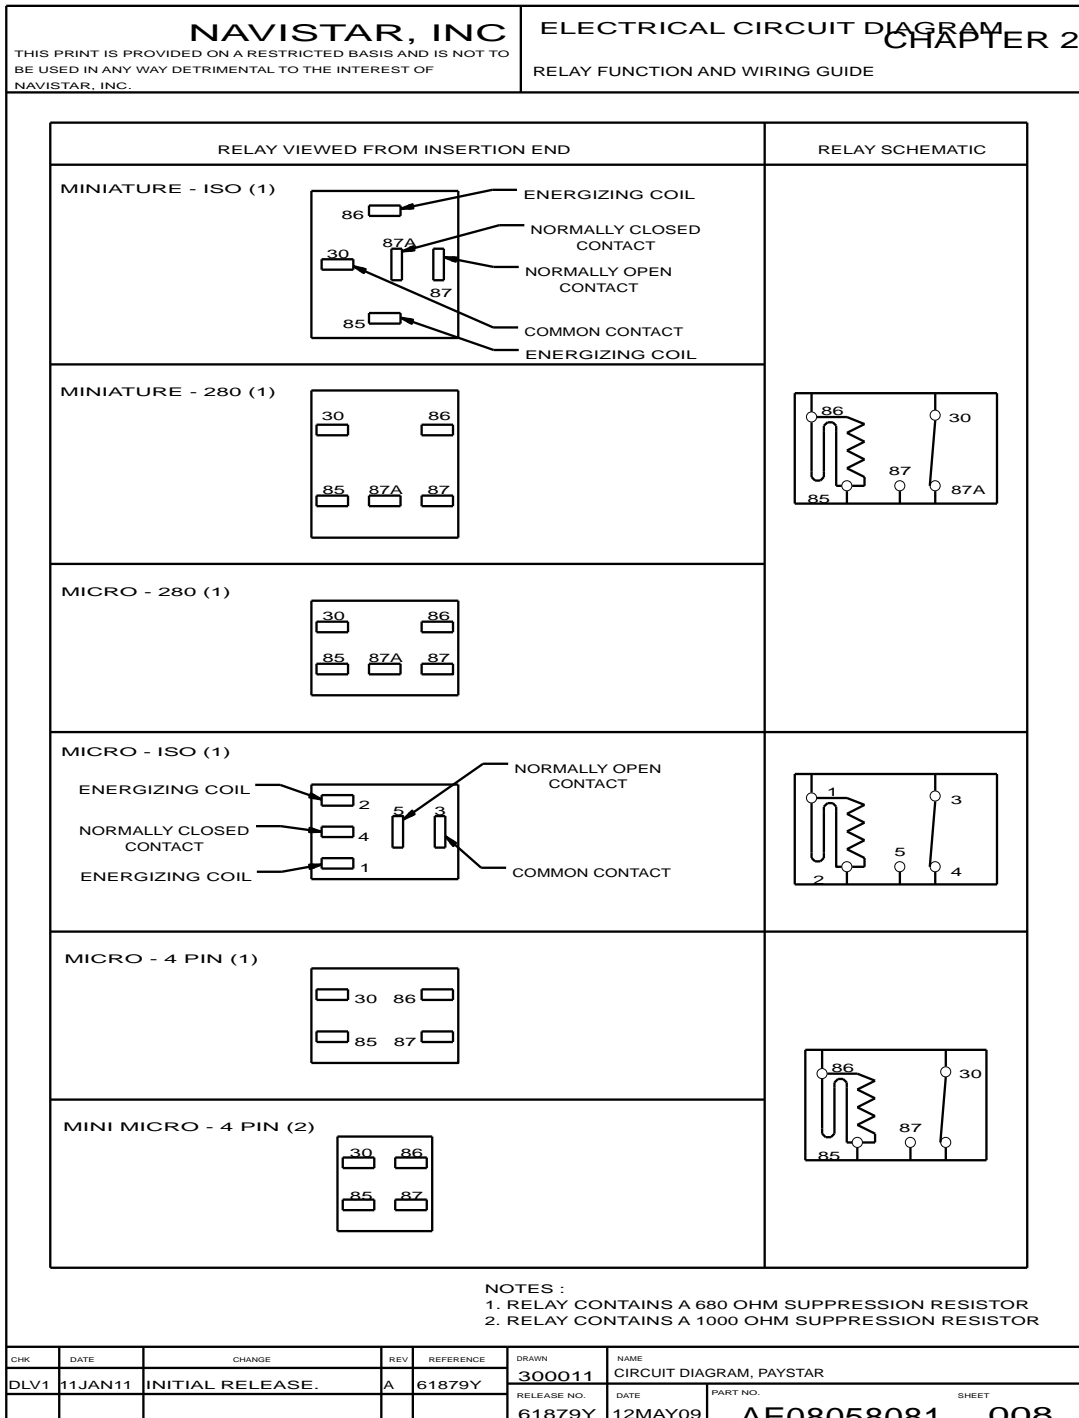 NAVISTAR, INC
THIS PRINT IS PROVIDED ON A RESTRICTED BASIS AND IS NOT TO
BE USED IN ANY WAY DETRIMENTAL TO THE INTEREST OF
NAVISTAR, INC.
ELECTRICAL CIRCUIT DIAGRAM
CHAPTER 2
RELAY FUNCTION AND WIRING GUIDE
RELAY VIEWED FROM INSERTION END
RELAY SCHEMATIC
MINIATURE - ISO (1)
86
30
87A
87
85
ENERGIZING COIL
NORMALLY CLOSED
CONTACT
NORMALLY OPEN
CONTACT
COMMON CONTACT
ENERGIZING COIL
MINIATURE - 280 (1)
30
86
85
87A
87
86
30
87
85
87A
MICRO - 280 (1)
30
86
85
87A
87
MICRO - ISO (1)
ENERGIZING COIL
NORMALLY CLOSED
CONTACT
ENERGIZING COIL
2
4
1
5
3
NORMALLY OPEN
CONTACT
COMMON CONTACT
1
3
5
2
4
MICRO - 4 PIN (1)
30
86
85
87
86
30
87
85
MINI MICRO - 4 PIN (2)
30
86
85
87
NOTES :
1. RELAY CONTAINS A 680 OHM SUPPRESSION RESISTOR
2. RELAY CONTAINS A 1000 OHM SUPPRESSION RESISTOR
CHK DATE CHANGE REV REFERENCE
DLV1 11JAN11 INITIAL RELEASE. A 61879Y
DRAWN
300011
NAME
CIRCUIT DIAGRAM, PAYSTAR
RELEASE NO.
61879Y
DATE
12MAY09
PART NO.
AE08058081
SHEET
008